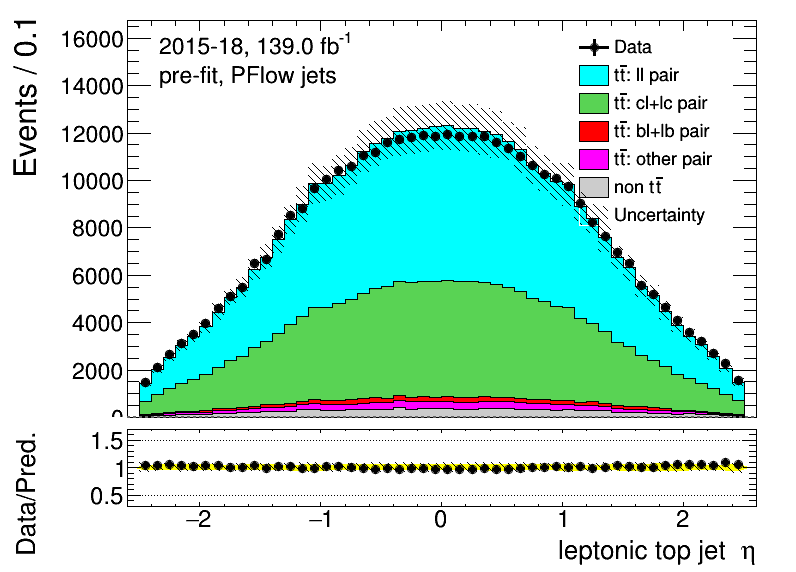 Events / 0.1
16000
14000
12000
10000
8000
6000
4000
2000
0
2015-18, 139.0 fb⁻¹
pre-fit, PFlow jets
Data
tt̄: ll pair
tt̄: cl+lc pair
tt̄: bl+lb pair
tt̄: other pair
non tt̄
Uncertainty
Data/Pred.
1.5
1
0.5
−2 −1 0 1 2
leptonic top jet η